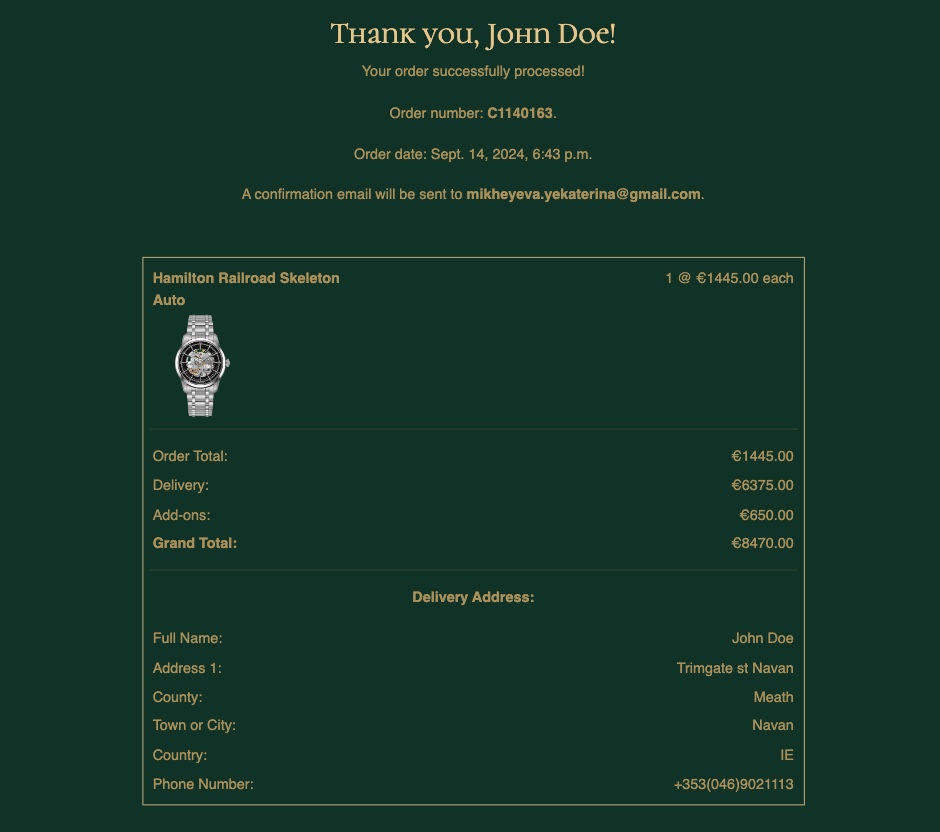 Thank you, John Doe!
Your order successfully processed!
Order number: C1140163.
Order date: Sept. 14, 2024, 6:43 p.m.
A confirmation email will be sent to mikheyeva.yekaterina@gmail.com.
Hamilton Railroad Skeleton 1 @ €1445.00 each
Auto
Order Total: €1445.00
Delivery: €6375.00
Add-ons: €650.00
Grand Total: €8470.00
Delivery Address:
Full Name: John Doe
Address 1: Trimgate st Navan
County: Meath
Town or City: Navan
Country: IE
Phone Number: +353(046)9021113